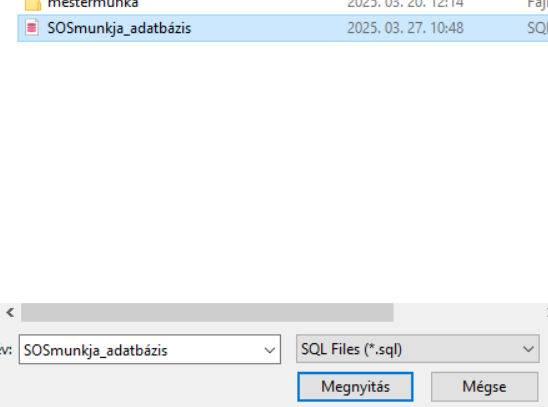 mestermunka 2025. 03. 20. 12:14
SOSmunkja_adatbázis 2025. 03. 27. 10:48
SOSmunkja_adatbázis SQL Files (*.sql)
Megnyitás Mégse